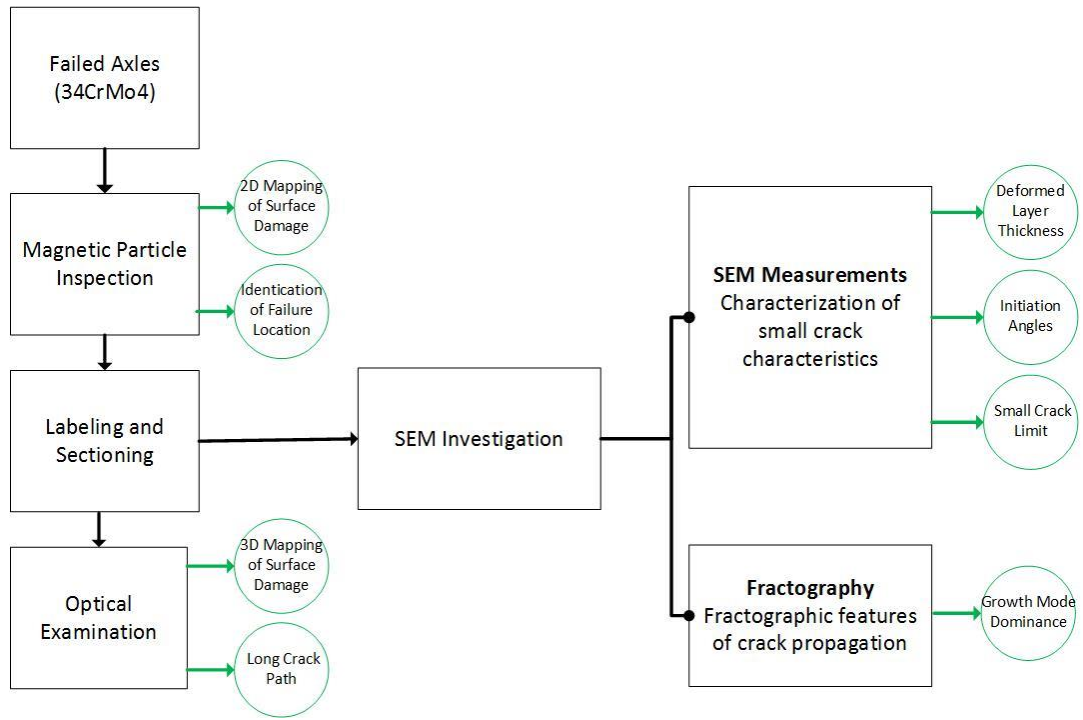 Failed Axles
(34CrMo4)
Magnetic Particle
Inspection
2D Mapping
of Surface
Damage
Identication
of Failure
Location
Labeling and
Sectioning
Optical
Examination
3D Mapping
of Surface
Damage
Long Crack
Path
SEM Investigation
SEM Measurements
Characterization of
small crack
characteristics
Deformed
Layer
Thickness
Initiation
Angles
Small Crack
Limit
Fractography
Fractographic features
of crack propagation
Growth Mode
Dominance